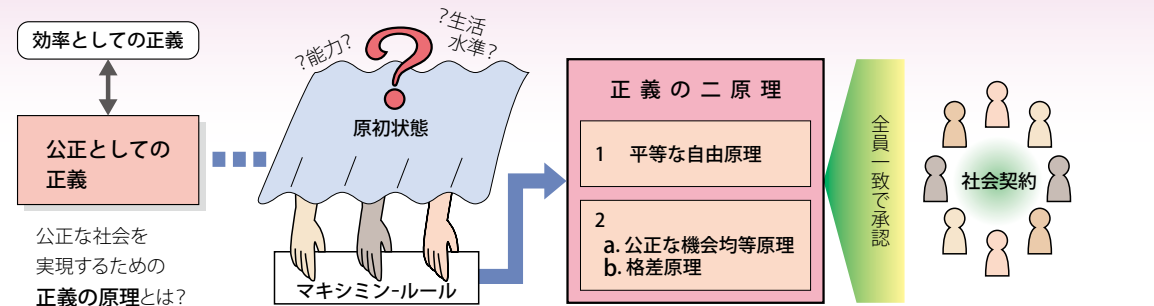 効率としての正義
公正としての
正義
公正な社会を
実現するための
正義の原理とは?
?能力?
?生活
水準?
?
原初状態
マキシミン-ルール
正義の二原理
1 平等な自由原理
2
a. 公正な機会均等原理
b. 格差原理
全員一致で承認
社会契約